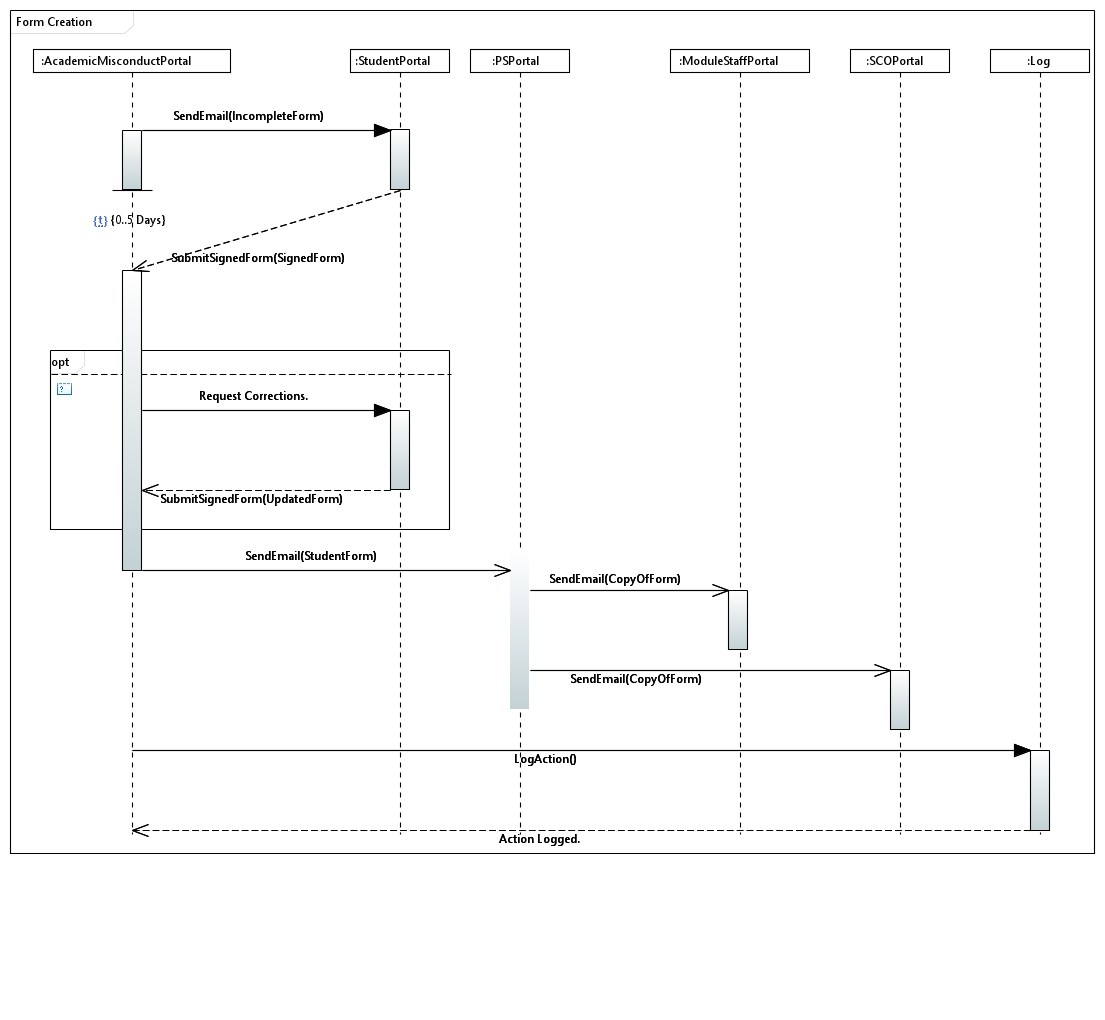 Form Creation
:AcademicMisconductPortal
:StudentPortal
:PSPortal
:ModuleStaffPortal
:SCOPortal
:Log
SendEmail(IncompleteForm)
{t} {0..5 Days}
SubmitSignedForm(SignedForm)
opt
?
Request Corrections.
SubmitSignedForm(UpdatedForm)
SendEmail(StudentForm)
SendEmail(CopyOfForm)
SendEmail(CopyOfForm)
LogAction()
Action Logged.